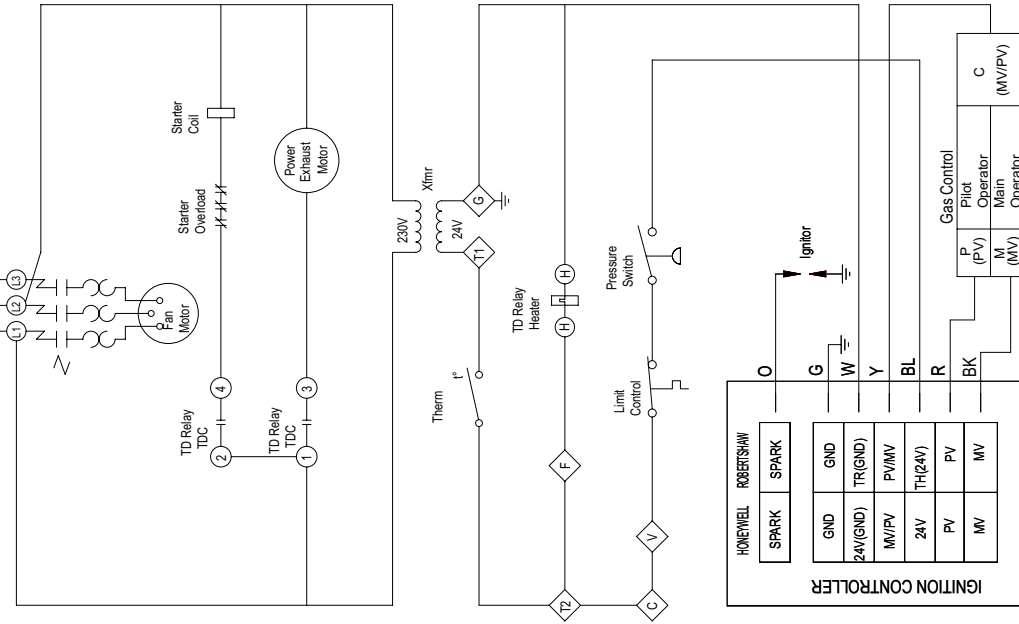 L3
L2
L1
Fan
Motor
Starter
Coil
Starter
Overload
Power
Exhaust
Motor
4
3
TD Relay
TDC
2
TD Relay
TDC
1
230V
Xfmr
24V
G
T1
Therm
t°
TD Relay
Heater
H
H
Pressure
Switch
Limit
Control
F
V
T2
C
Ignitor
Gas Control
P
(PV)
Pilot
Operator
C
(MV/PV)
M
(MV)
Main
Operator
O
G
W
Y
BL
R
BK
HONEYWELL
ROBERTSHAW
SPARK
SPARK
GND
GND
24V(GND)
TR(GND)
MV/PV
PV/MV
24V
TH(24V)
PV
PV
MV
MV
IGNITION CONTROLLER